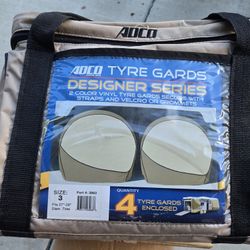 ADCO
ADCO TYRE GARDS
DESIGNER SERIES
2 COLOR VINYL TYRE GARDS SECURE WITH
STRAPS AND VELCRO OR GROMMETS
SIZE:
3
QUANTITY
4
TYRE GARDS
ENCLOSED